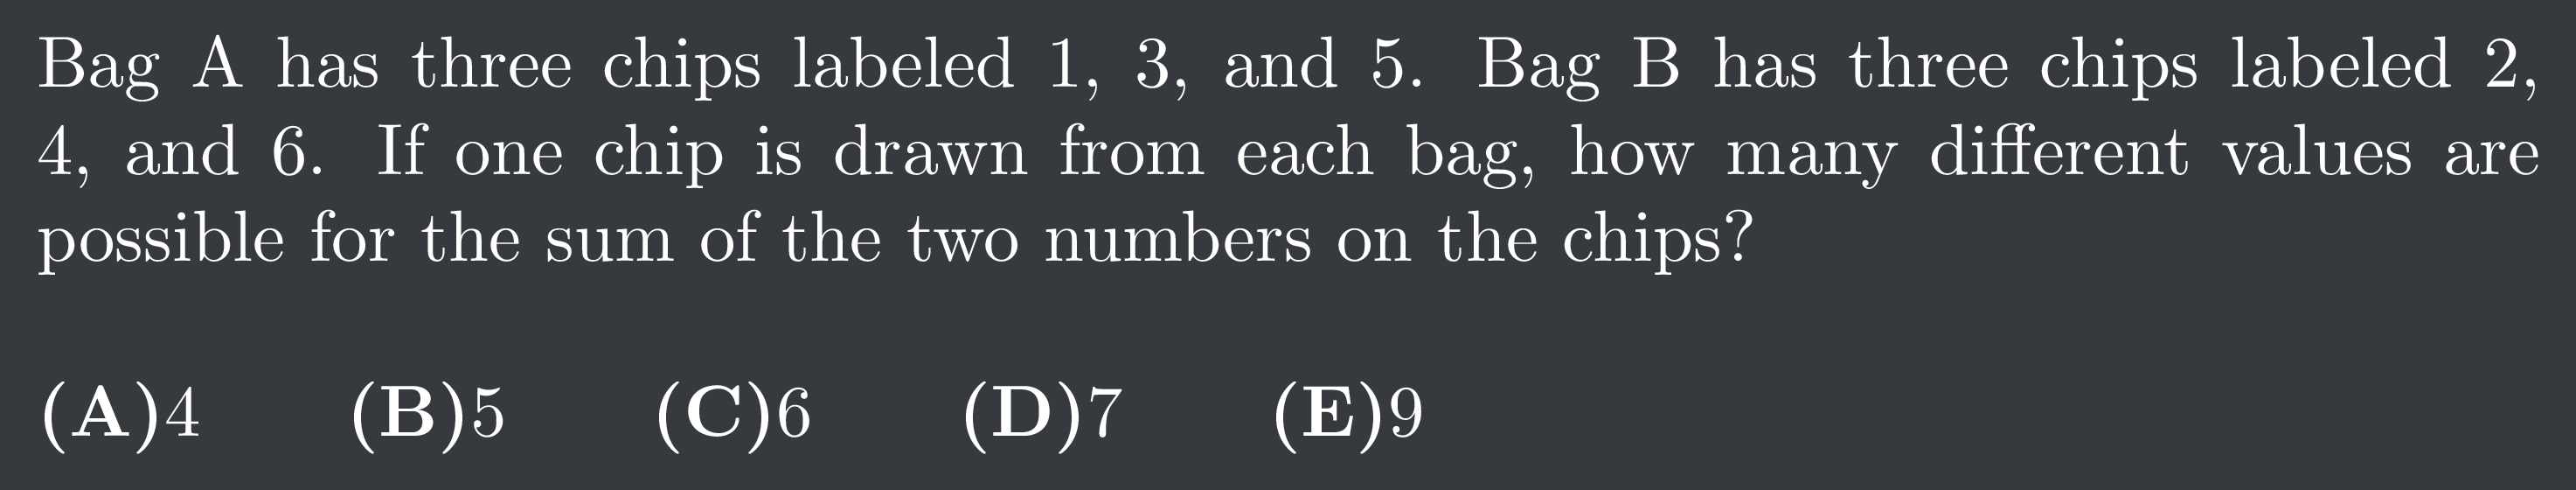 Bag A has three chips labeled 1, 3, and 5. Bag B has three chips labeled 2,
4, and 6. If one chip is drawn from each bag, how many different values are
possible for the sum of the two numbers on the chips?
(A)4 (B)5 (C)6 (D)7 (E)9